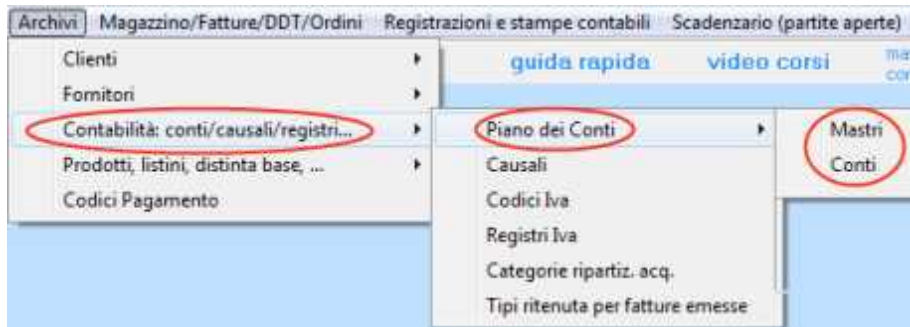 Archivi Magazzino/Fatture/DDT/Ordini Registrazioni e stampe contabili Scadenzario (partite aperte)
guida rapida video corsi
Clienti
Fornitori
Contabilità: conti/causali/registri...
Prodotti, listini, distinta base, ...
Codici Pagamento
Piano dei Conti
Causali
Codici Iva
Registri Iva
Categorie ripartiz. acq.
Tipi ritenuta per fatture emesse
Mastri
Conti